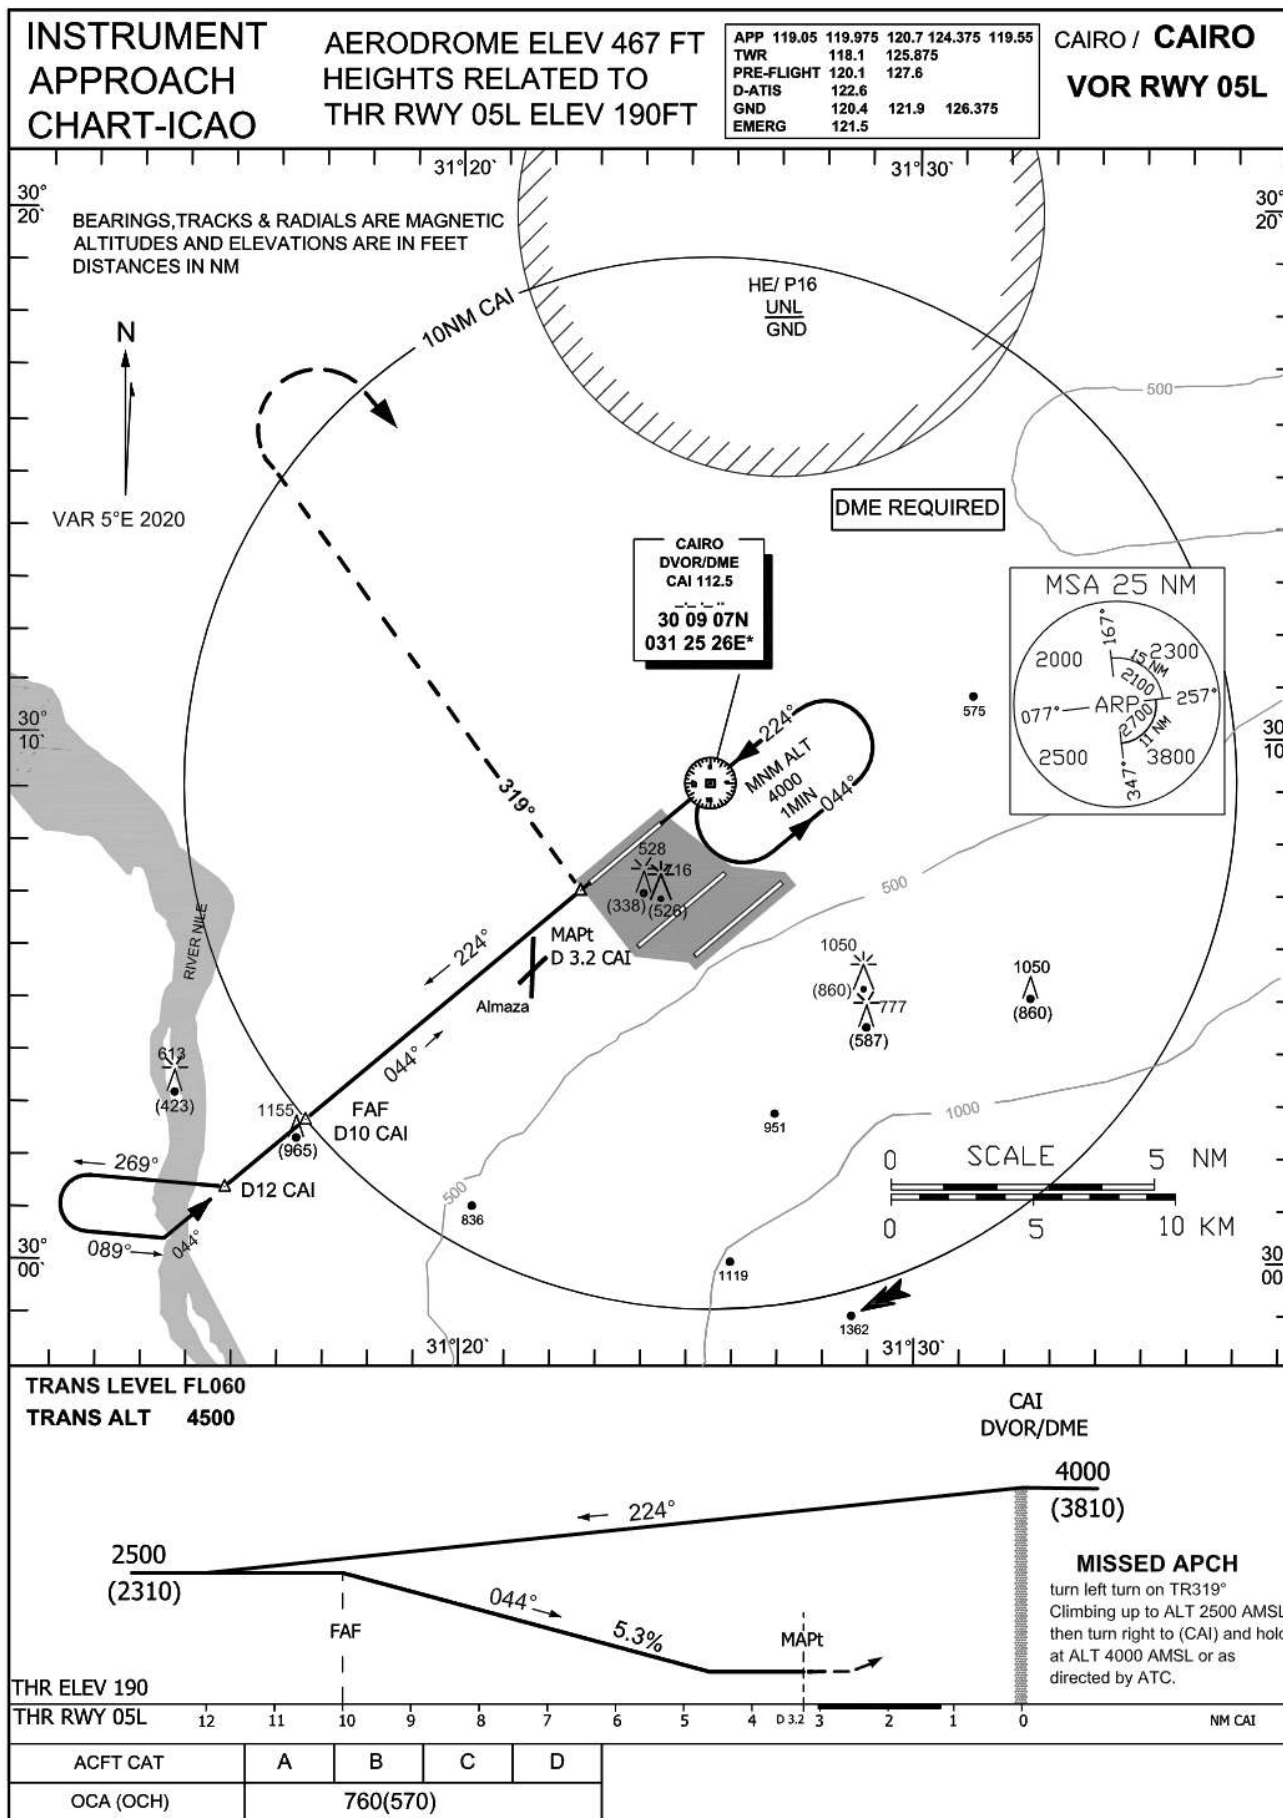 INSTRUMENT
APPROACH
CHART-ICAO
AERODROME ELEV 467 FT
HEIGHTS RELATED TO
THR RWY 05L ELEV 190FT
APP 119.05 119.975 120.7 124.375 119.55
TWR 118.1 125.875
PRE-FLIGHT 120.1 127.6
D-ATIS 122.6
GND 120.4 121.9 126.375
EMERG 121.5
CAIRO / CAIRO
VOR RWY 05L
31° 20`
31° 30`
30°
20`
30°
20`
BEARINGS,TRACKS & RADIALS ARE MAGNETIC
ALTITUDES AND ELEVATIONS ARE IN FEET
DISTANCES IN NM
N
VAR 5°E 2020
10NM CAI
HE/ P16
UNL
GND
500
DME REQUIRED
CAIRO
DVOR/DME
CAI 112.5
_._. ._ ..
30 09 07N
031 25 26E*
MSA 25 NM
167°
2000
2300
15 NM
2100
077°
ARP
257°
2700
11 NM
2500
3800
347°
30°
10`
30
10
575
224°
MNM ALT
4000
1MIN
044°
319°
528
716
(338)
(526)
500
RIVER NILE
224°
MAPt
D 3.2 CAI
Almaza
044°
1050
(860)
777
(587)
1050
(860)
613
(423)
1155
(965)
FAF
D10 CAI
951
1000
269°
D12 CAI
089°
044°
500
836
0 SCALE 5 NM
0 5 10 KM
30°
00`
30
00
1119
1362
31° 20`
31° 30`
TRANS LEVEL FL060
TRANS ALT 4500
CAI
DVOR/DME
4000
(3810)
224°
2500
(2310)
044°
5.3%
FAF
MAPt
MISSED APCH
turn left turn on TR319°
Climbing up to ALT 2500 AMSL
then turn right to (CAI) and hold
at ALT 4000 AMSL or as
directed by ATC.
THR ELEV 190
THR RWY 05L
12 11 10 9 8 7 6 5 4 D 3.2 3 2 1 0 NM CAI
ACFT CAT A B C D
OCA (OCH) 760(570)